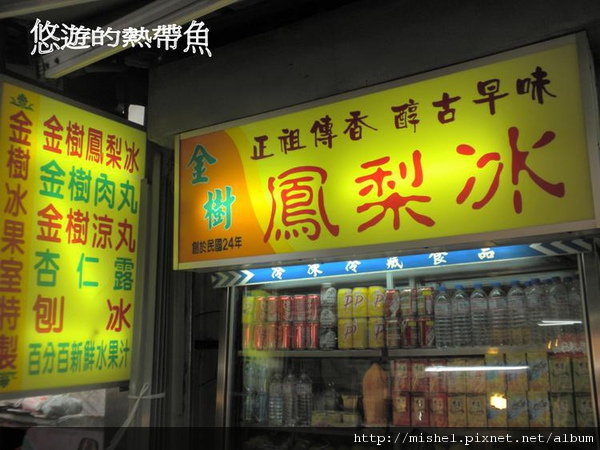 悠遊的熱帶魚
金樹冰果室特製
金樹鳳梨冰
金樹肉丸
金樹涼丸
杏仁露
刨冰
百分百新鮮水果汁
正祖傳香 醇古早味
金樹
鳳梨冰
創於民國24年
冷凍冷藏食品
http://mishel.pixnet.net/album